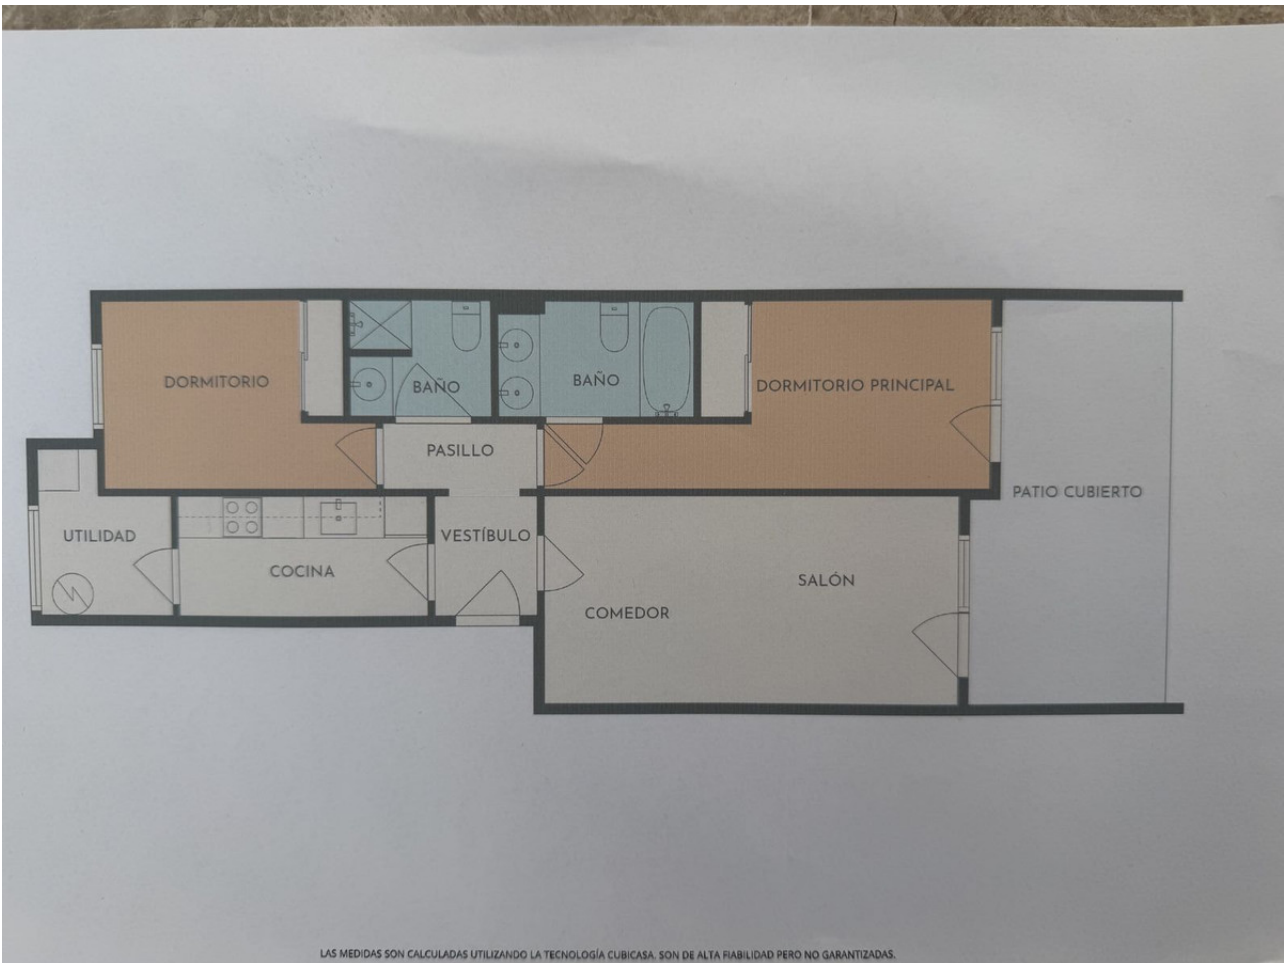 DORMITORIO
BAÑO
BAÑO
DORMITORIO PRINCIPAL
PASILLO
PATIO CUBIERTO
UTILIDAD
COCINA
VESTÍBULO
SALÓN
COMEDOR
LAS MEDIDAS SON CALCULADAS UTILIZANDO LA TECNOLOGÍA CUBICASA. SON DE ALTA FIABILIDAD PERO NO GARANTIZADAS.